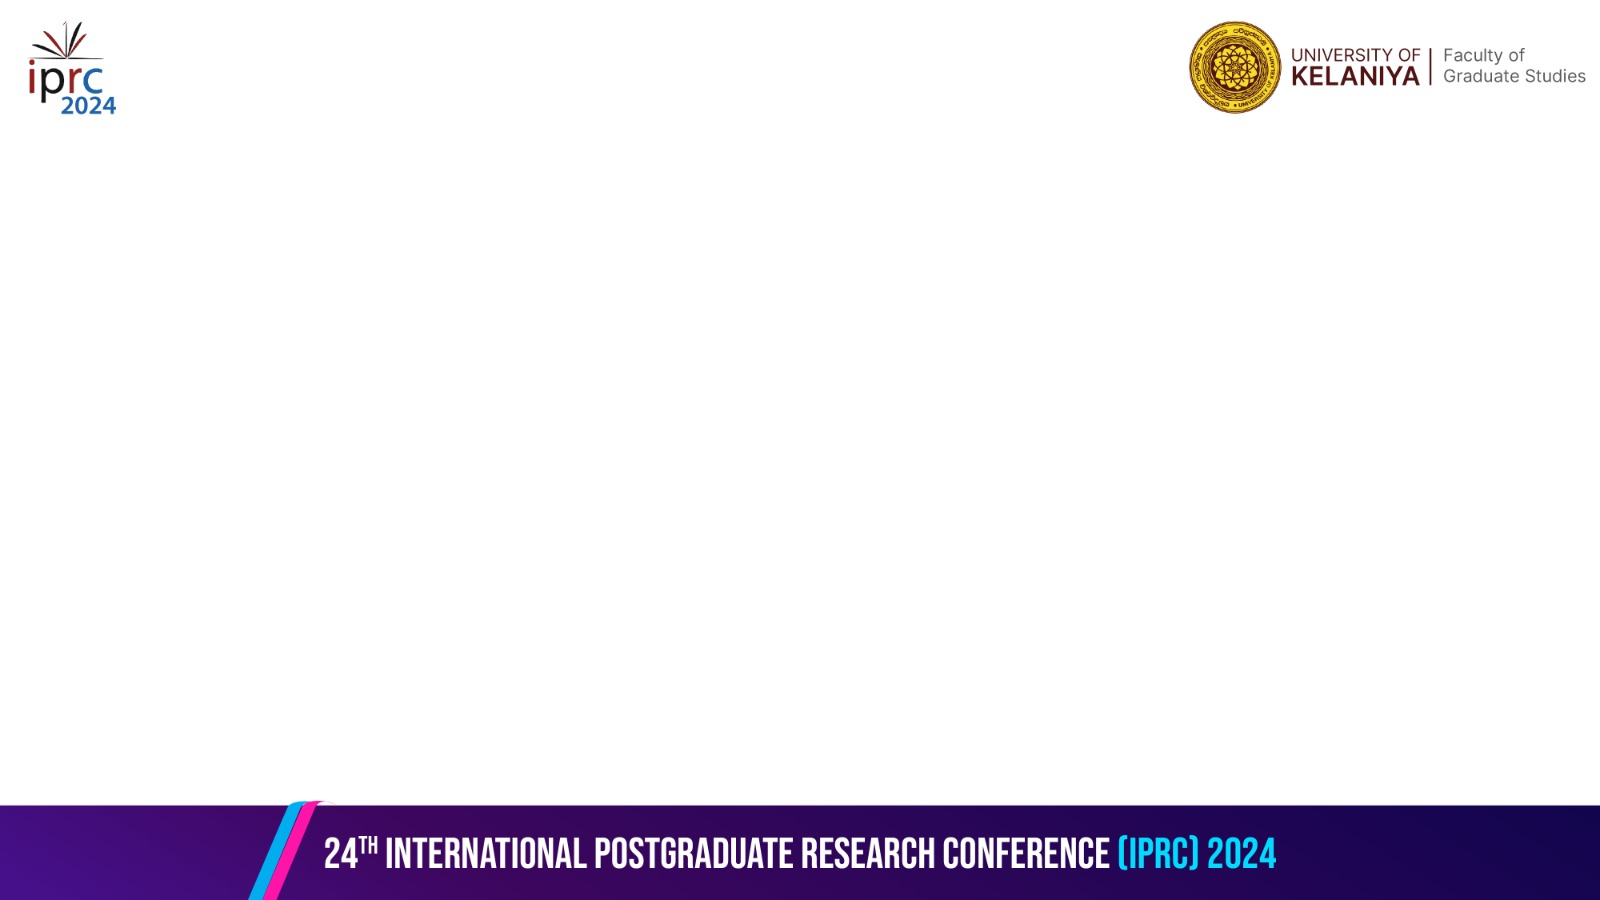 iprc
2024
UNIVERSITY OF
KELANIYA
Faculty of
Graduate Studies
24TH INTERNATIONAL POSTGRADUATE RESEARCH CONFERENCE (IPRC) 2024